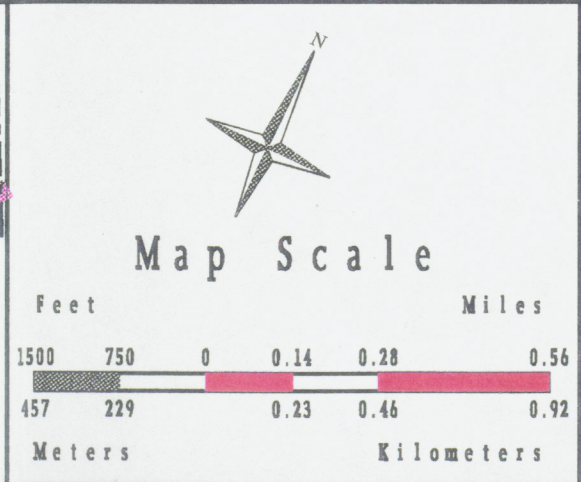 N
Map Scale
Feet Miles
1500 750 0 0.14 0.28 0.56
457 229 0.23 0.46 0.92
Meters Kilometers